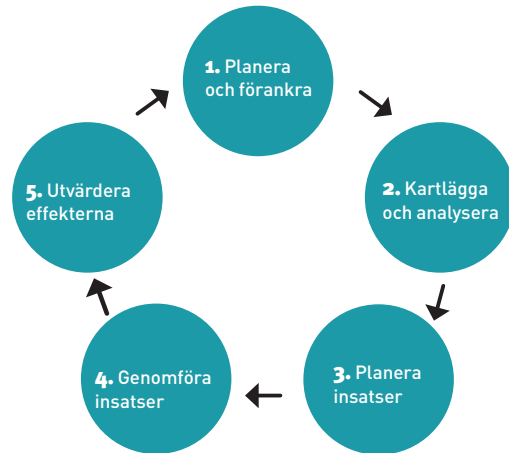 1. Planera
och förankra
2. Kartlägga
och analysera
3. Planera
insatser
4. Genomföra
insatser
5. Utvärdera
effekterna